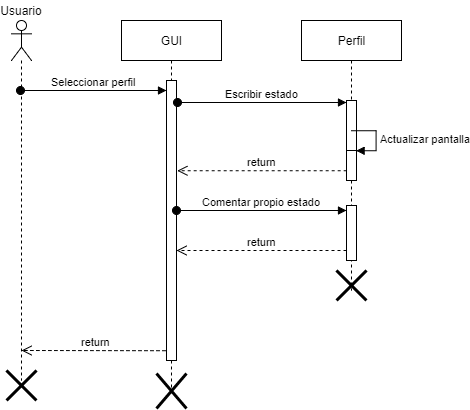 Usuario
GUI
Perfil
Seleccionar perfil
Escribir estado
Actualizar pantalla
return
Comentar propio estado
return
return